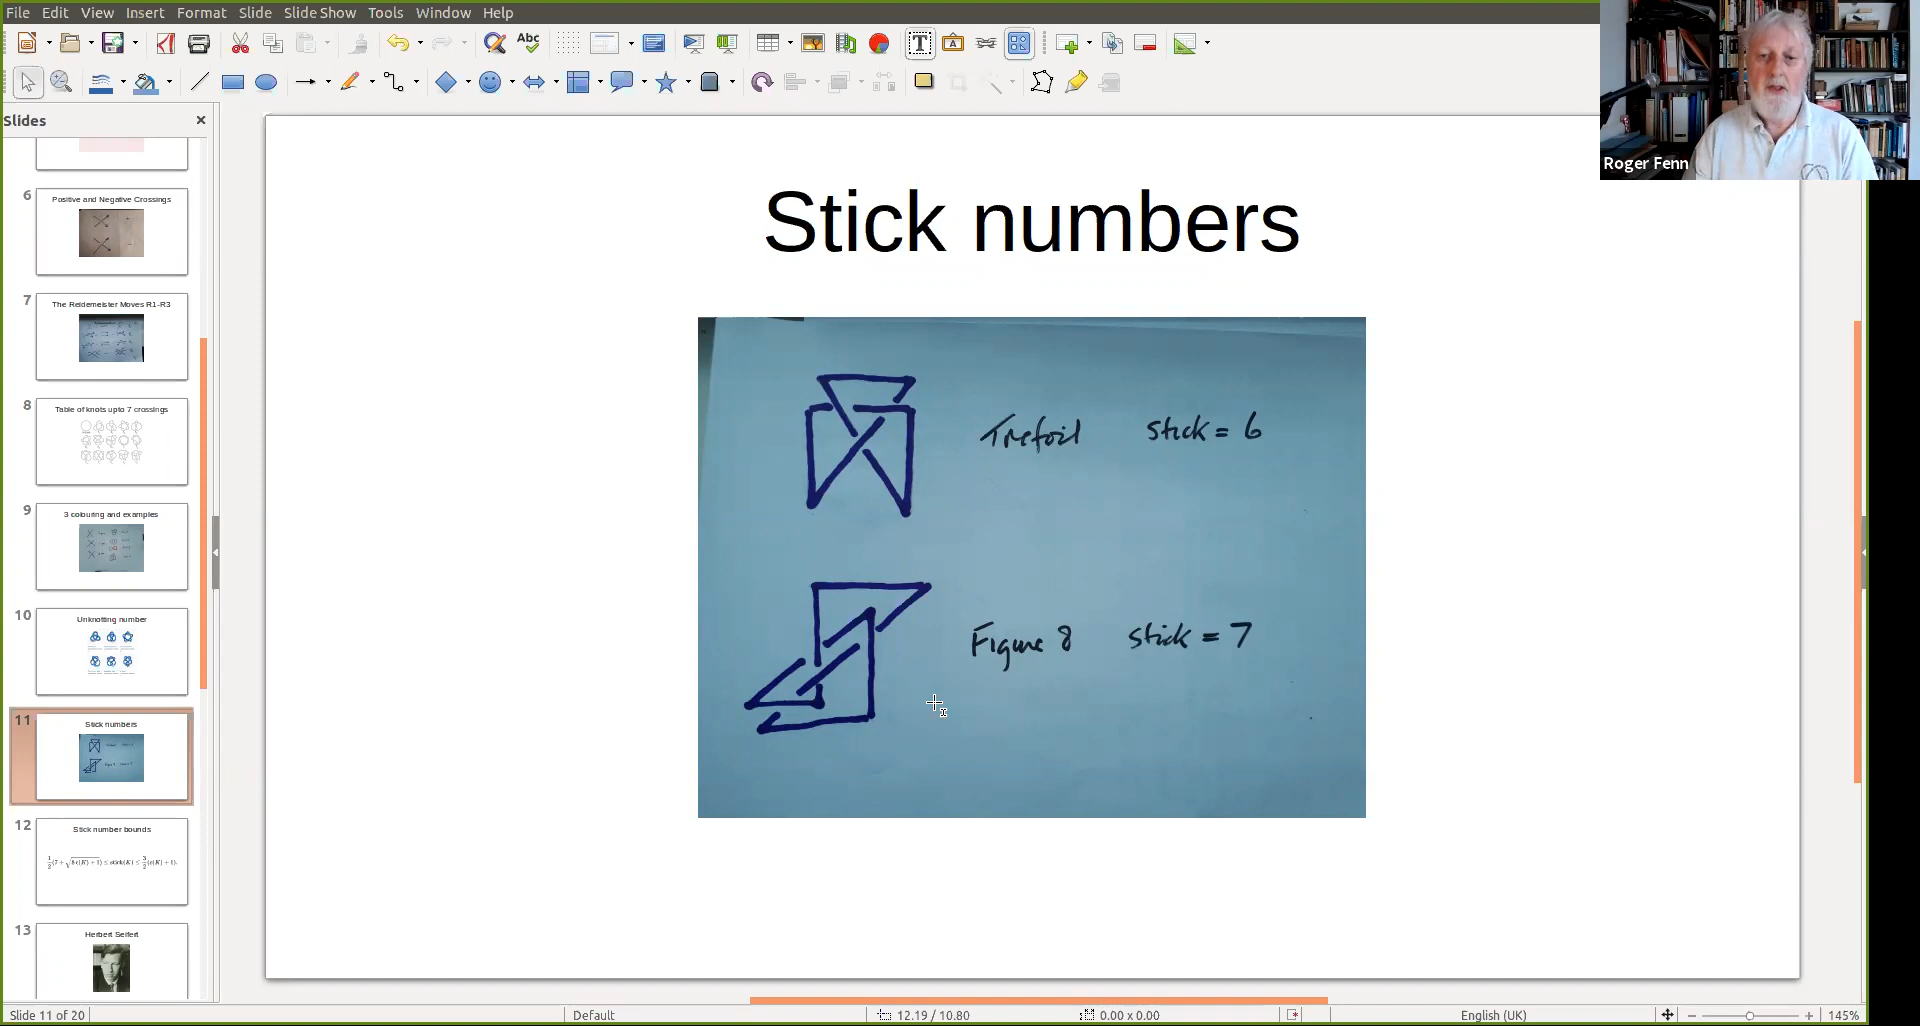 File Edit View Insert Format Slide Slide Show Tools Window Help
Abc
Slides
6
Positive and Negative Crossings
7
The Reidemeister Moves R1-R3
8
Table of knots upto 7 crossings
9
3 colouring and examples
10
Unknotting number
11
Stick numbers
12
Stick number bounds
13
Herbert Seifert
Stick numbers
Trefoil stick = 6
Figure 8 stick = 7
Roger Fenn
Slide 11 of 20
Default
12.19 / 10.80
0.00 x 0.00
English (UK)
145%